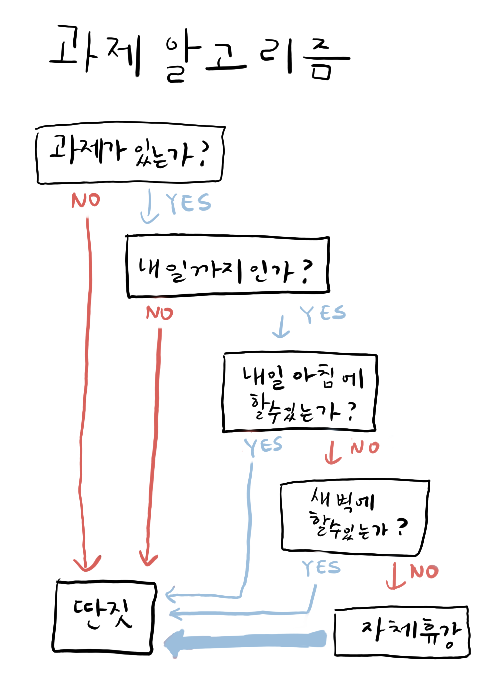 과제 알고리즘
과제가 있는가?
NO
YES
내일까지인가?
NO
YES
내일 아침에
할수있는가?
YES
NO
새벽에
할수있는가?
YES
NO
딴짓
자체휴강